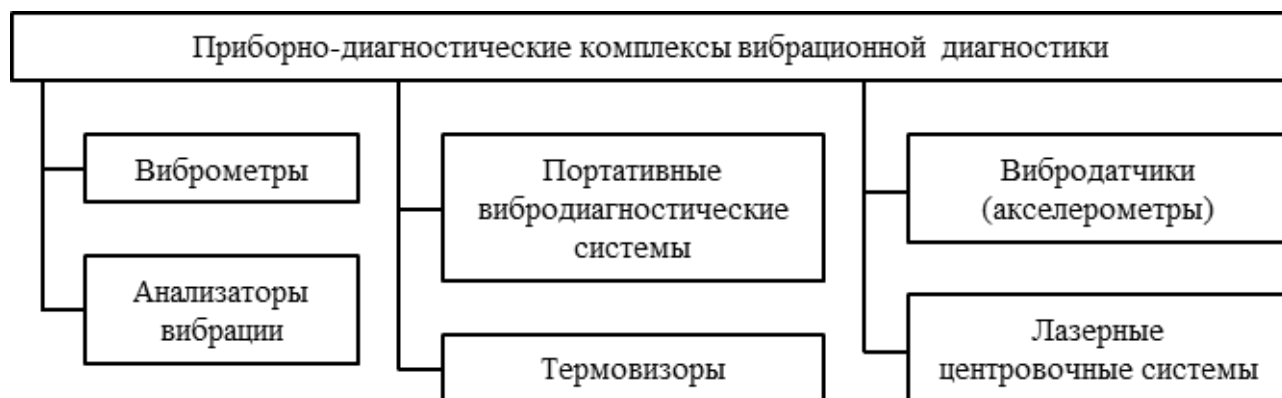 Приборно-диагностические комплексы вибрационной диагностики
Виброметры
Анализаторы
вибрации
Портативные
вибродиагностические
системы
Термовизоры
Вибродатчики
(акселерометры)
Лазерные
центровочные системы